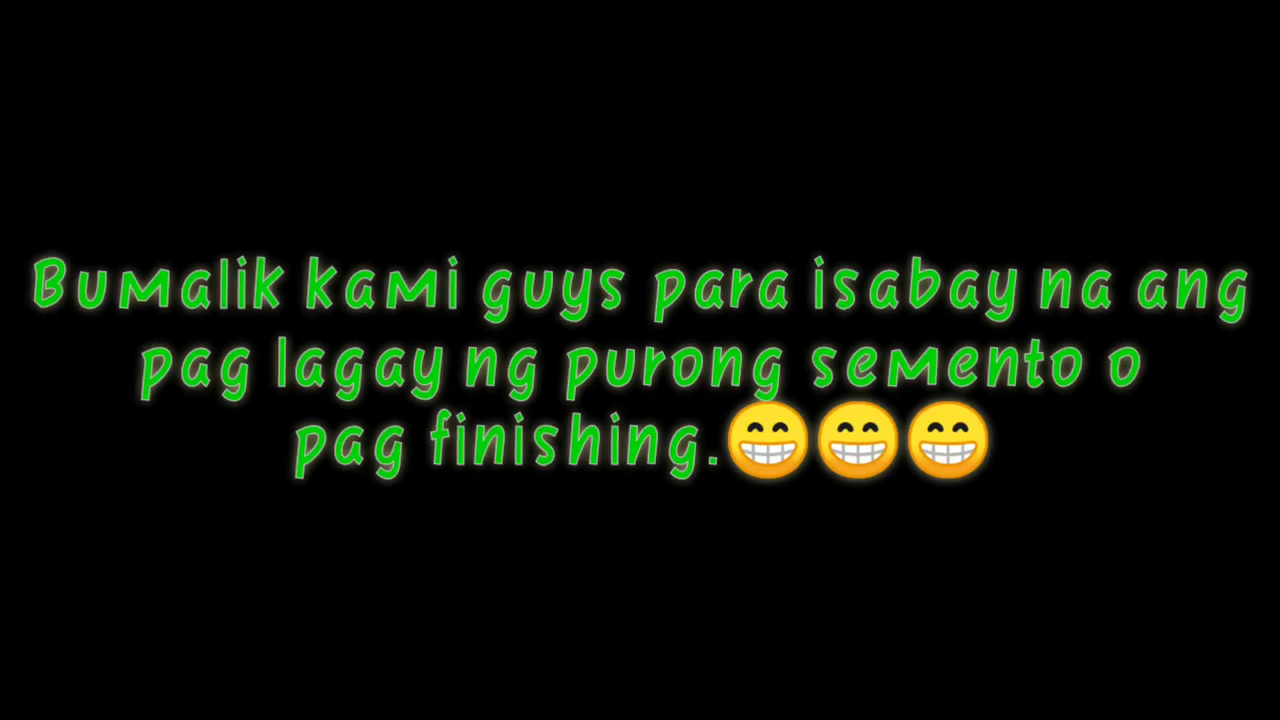 Bumalik kami guys para isabay na ang
pag lagay ng purong semento o
pag finishing.😁😁😁